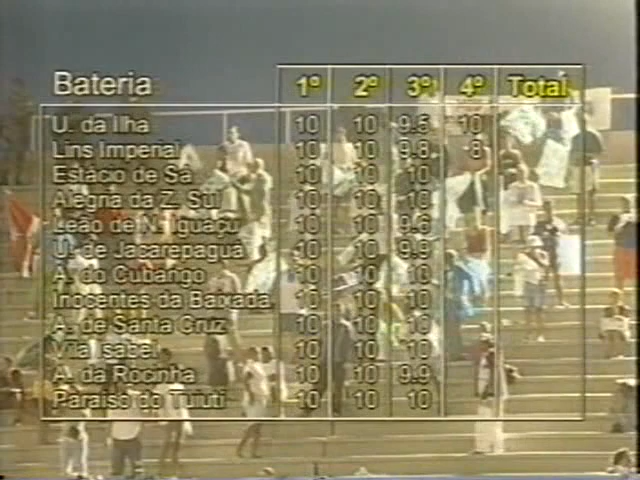 Bateria 1º 2º 3º 4º Total
U. da Ilha 10 10 9.5 10
Lins Imperial 10 10 9.8 8
Estácio de Sá 10 10 10
Alegria da Z. Sul 10 10 10
Leão de N. Iguaçu 10 10 9.6
U. de Jacarepaguá 10 10 9.9
A. do Cubango 10 10 10
Inocentes da Baixada 10 10 10
A. de Santa Cruz 10 10 10
Vila Isabel 10 10 10
A. da Rocinha 10 10 9.9
Paraíso do Tuiuti 10 10 10